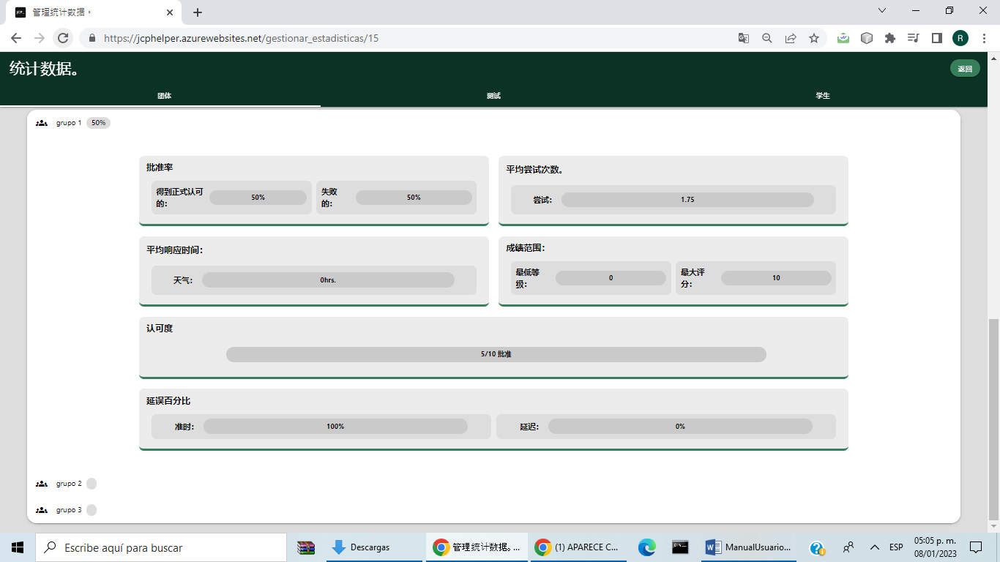 管理统计数据。
https://jcphelper.azurewebsites.net/gestionar_estadisticas/15
R
统计数据。
返回
团体 测试 学生
grupo 1 50%
批准率
得到正式认可
的： 50%
失败
的： 50%
平均尝试次数。
尝试： 1.75
平均响应时间：
天气： 0hrs.
成绩范围：
最低等
级： 0
最大评
分： 10
认可度
5/10 批准
延误百分比
准时： 100% 延迟： 0%
grupo 2
grupo 3
Escribe aquí para buscar
Descargas
管理统计数据。...
(1) APARECE C...
ManualUsuario...
ESP
05:05 p. m.
08/01/2023